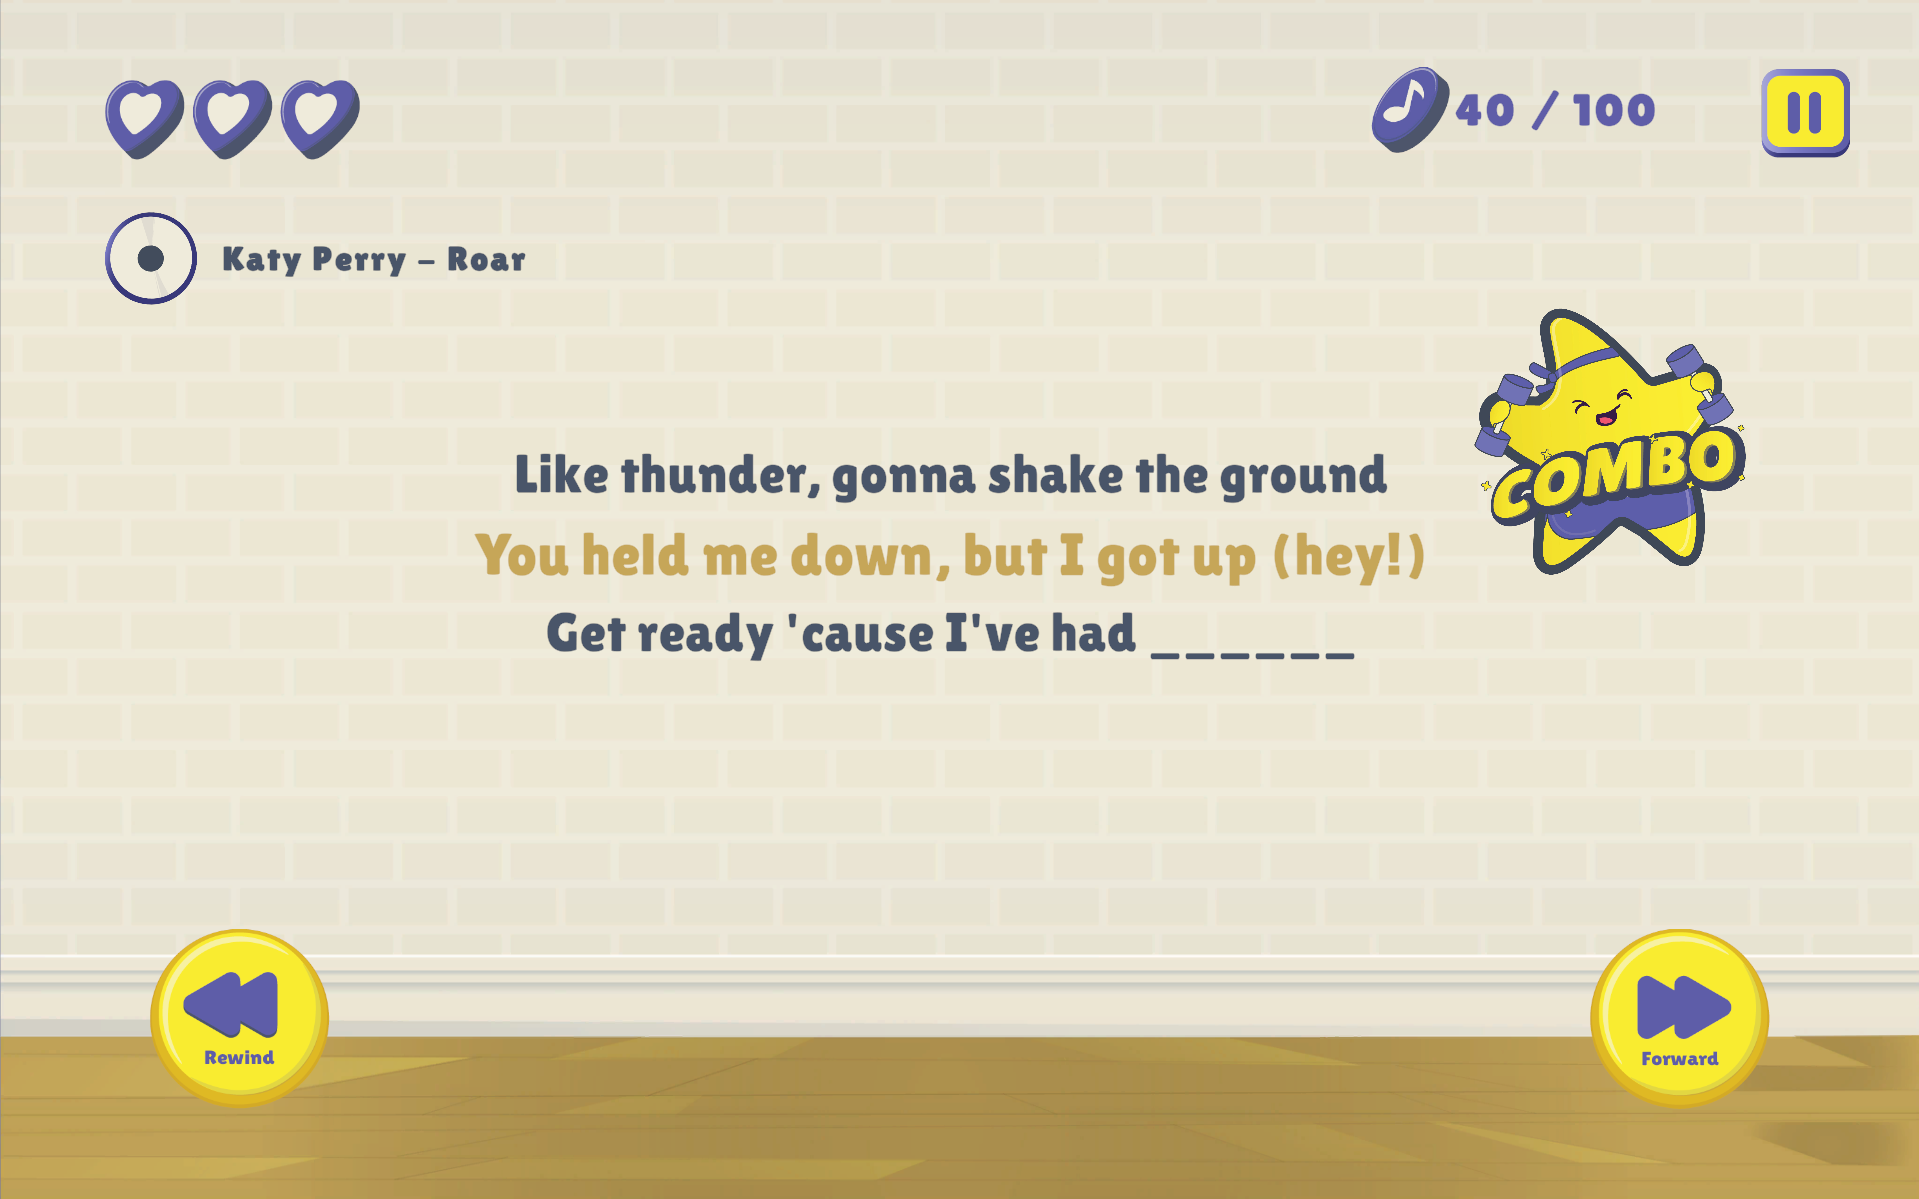 40 / 100
Katy Perry - Roar
COMBO
Like thunder, gonna shake the ground
You held me down, but I got up (hey!)
Get ready 'cause I've had _ _ _ _ _ _
Rewind
Forward